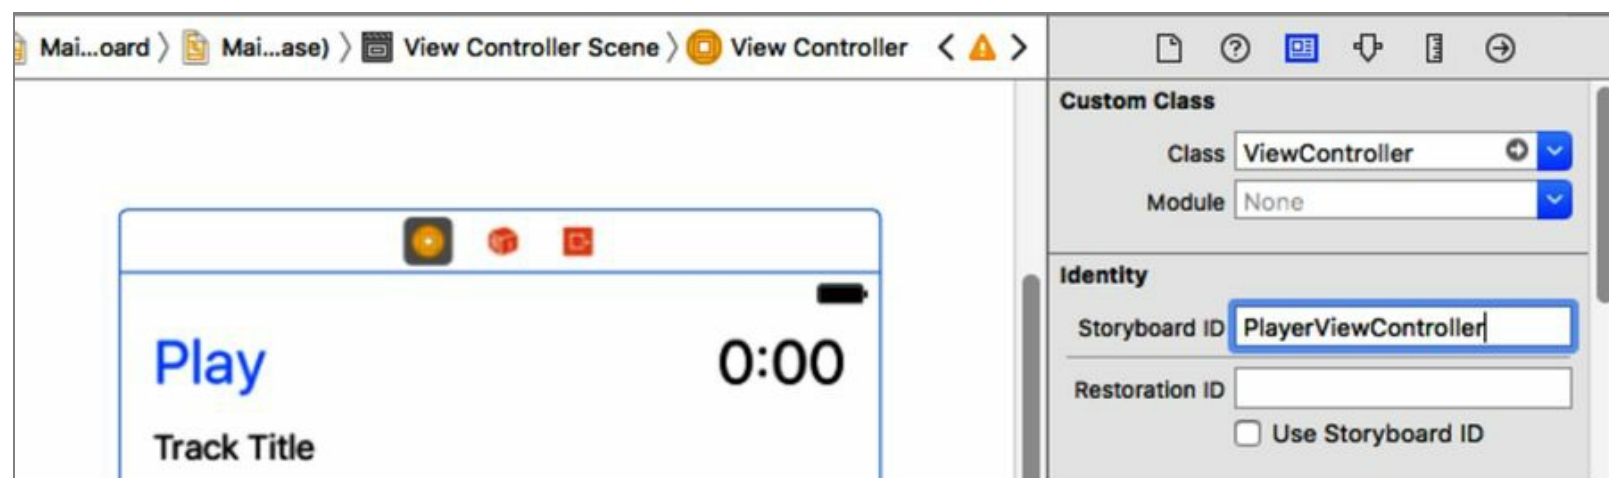 Mai...oard 〉 Mai...ase) 〉 View Controller Scene 〉 View Controller
Custom Class
Class ViewController
Module None
Identity
Storyboard ID PlayerViewController
Restoration ID
Use Storyboard ID
Play 0:00
Track Title